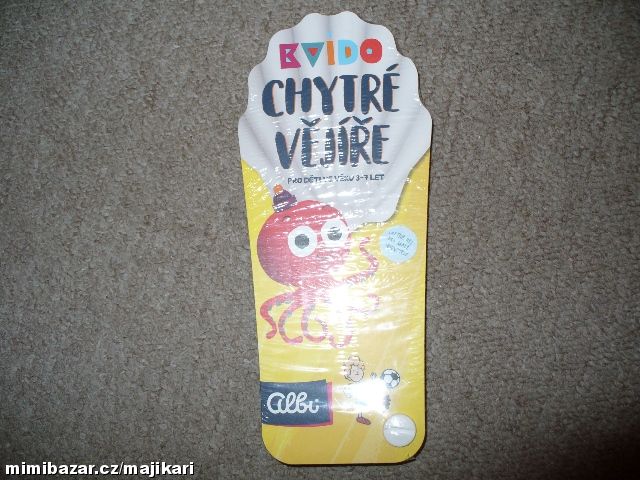 KVIDO
CHYTRÉ
VĚJÍŘE
PRO DĚTI VE VĚKU 3-7 LET
albi
mimibazar.cz/majikari